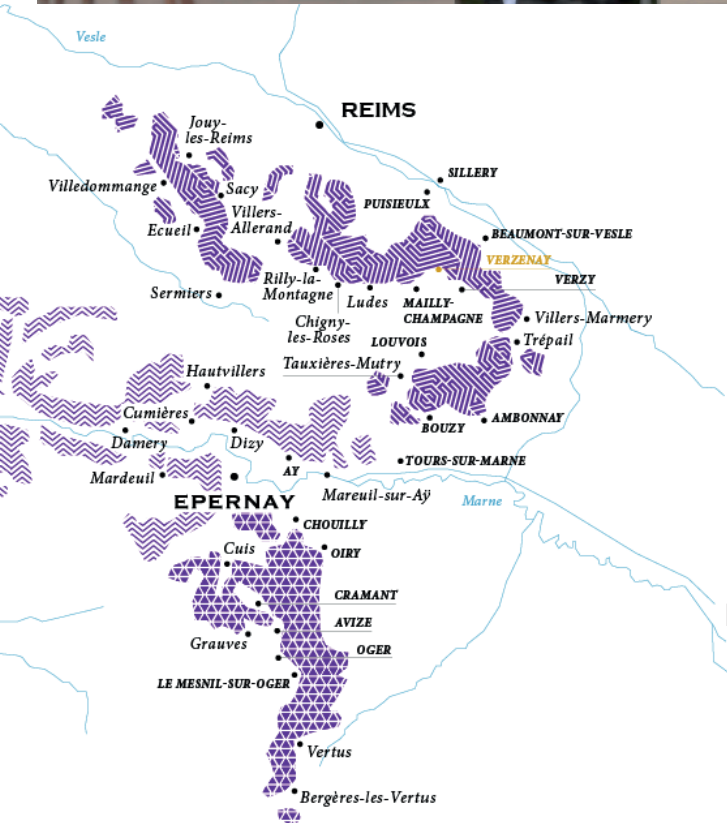 Vesle
REIMS
Jouy-
les-Reims
SILLERY
Villedommange
Sacy
PUISIEULX
Villers-
Allerand
Ecueil
BEAUMONT-SUR-VESLE
VERZENAY
VERZY
Rilly-la-
Montagne
Sermiers
Ludes
MAILLY-
CHAMPAGNE
Chigny-
les-Roses
Villers-Marmery
LOUVOIS
Trépail
Tauxières-Mutry
Hautvillers
Cumières
AMBONNAY
BOUZY
Damery
Dizy
AY
TOURS-SUR-MARNE
Mardeuil
EPERNAY
Mareuil-sur-Aÿ
Marne
CHOUILLY
Cuis
OIRY
CRAMANT
AVIZE
Grauves
OGER
LE MESNIL-SUR-OGER
Vertus
Bergères-les-Vertus